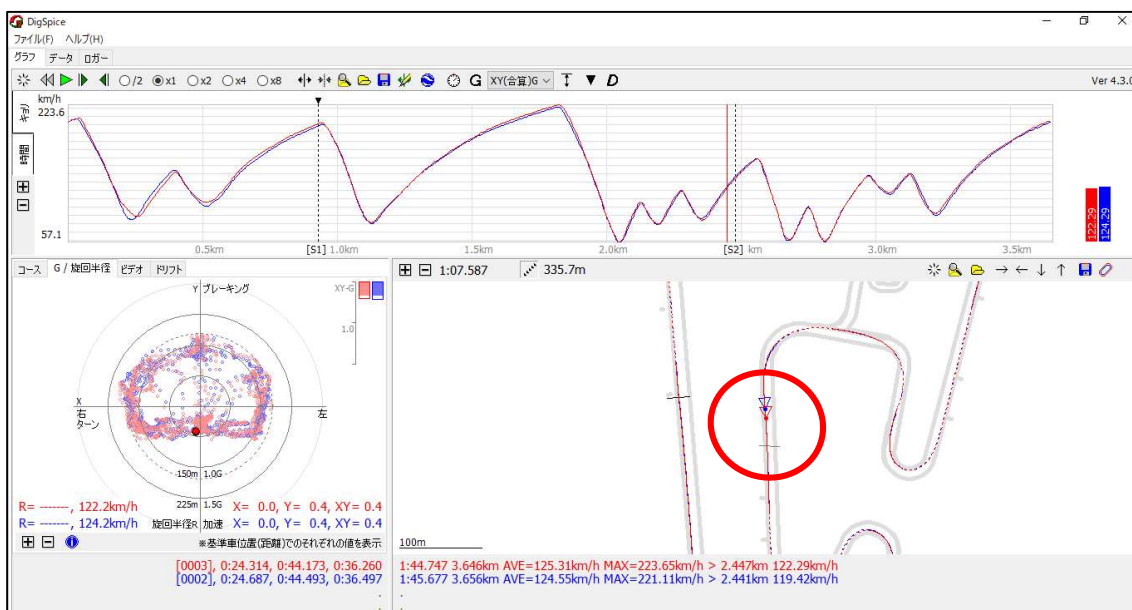 DigSpice
ファイル(F) ヘルプ(H)
グラフ データ ロガー
/2 x1 x2 x4 x8 G XY(合算)G D Ver 4.3.0
km/h
223.6
時間
57.1
0.5km [S1] 1.0km 1.5km 2.0km [S2] km 3.0km 3.5km
122.29
124.29
コース G / 旋回半径 ビデオ ドリフト
1:07.587 335.7m
Y ブレーキング
XY-G
1.0
X
右
ターン
左
150m 1.0G
225m 1.5G
R= -------, 122.2km/h X= 0.0, Y= 0.4, XY= 0.4
R= -------, 124.2km/h 旋回半径R 加速 X= 0.0, Y= 0.4, XY= 0.4
※基準車位置(距離)でのそれぞれの値を表示
100m
[0003], 0:24.314, 0:44.173, 0:36.260
[0002], 0:24.687, 0:44.493, 0:36.497
1:44.747 3.646km AVE=125.31km/h MAX=223.65km/h > 2.447km 122.29km/h
1:45.677 3.656km AVE=124.55km/h MAX=221.11km/h > 2.441km 119.42km/h